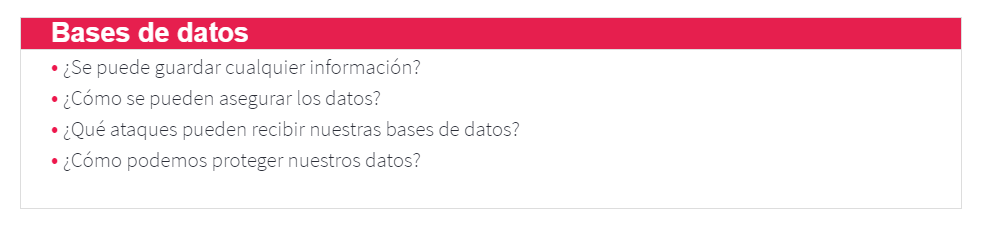 Bases de datos
• ¿Se puede guardar cualquier información?
• ¿Cómo se pueden asegurar los datos?
• ¿Qué ataques pueden recibir nuestras bases de datos?
• ¿Cómo podemos proteger nuestros datos?